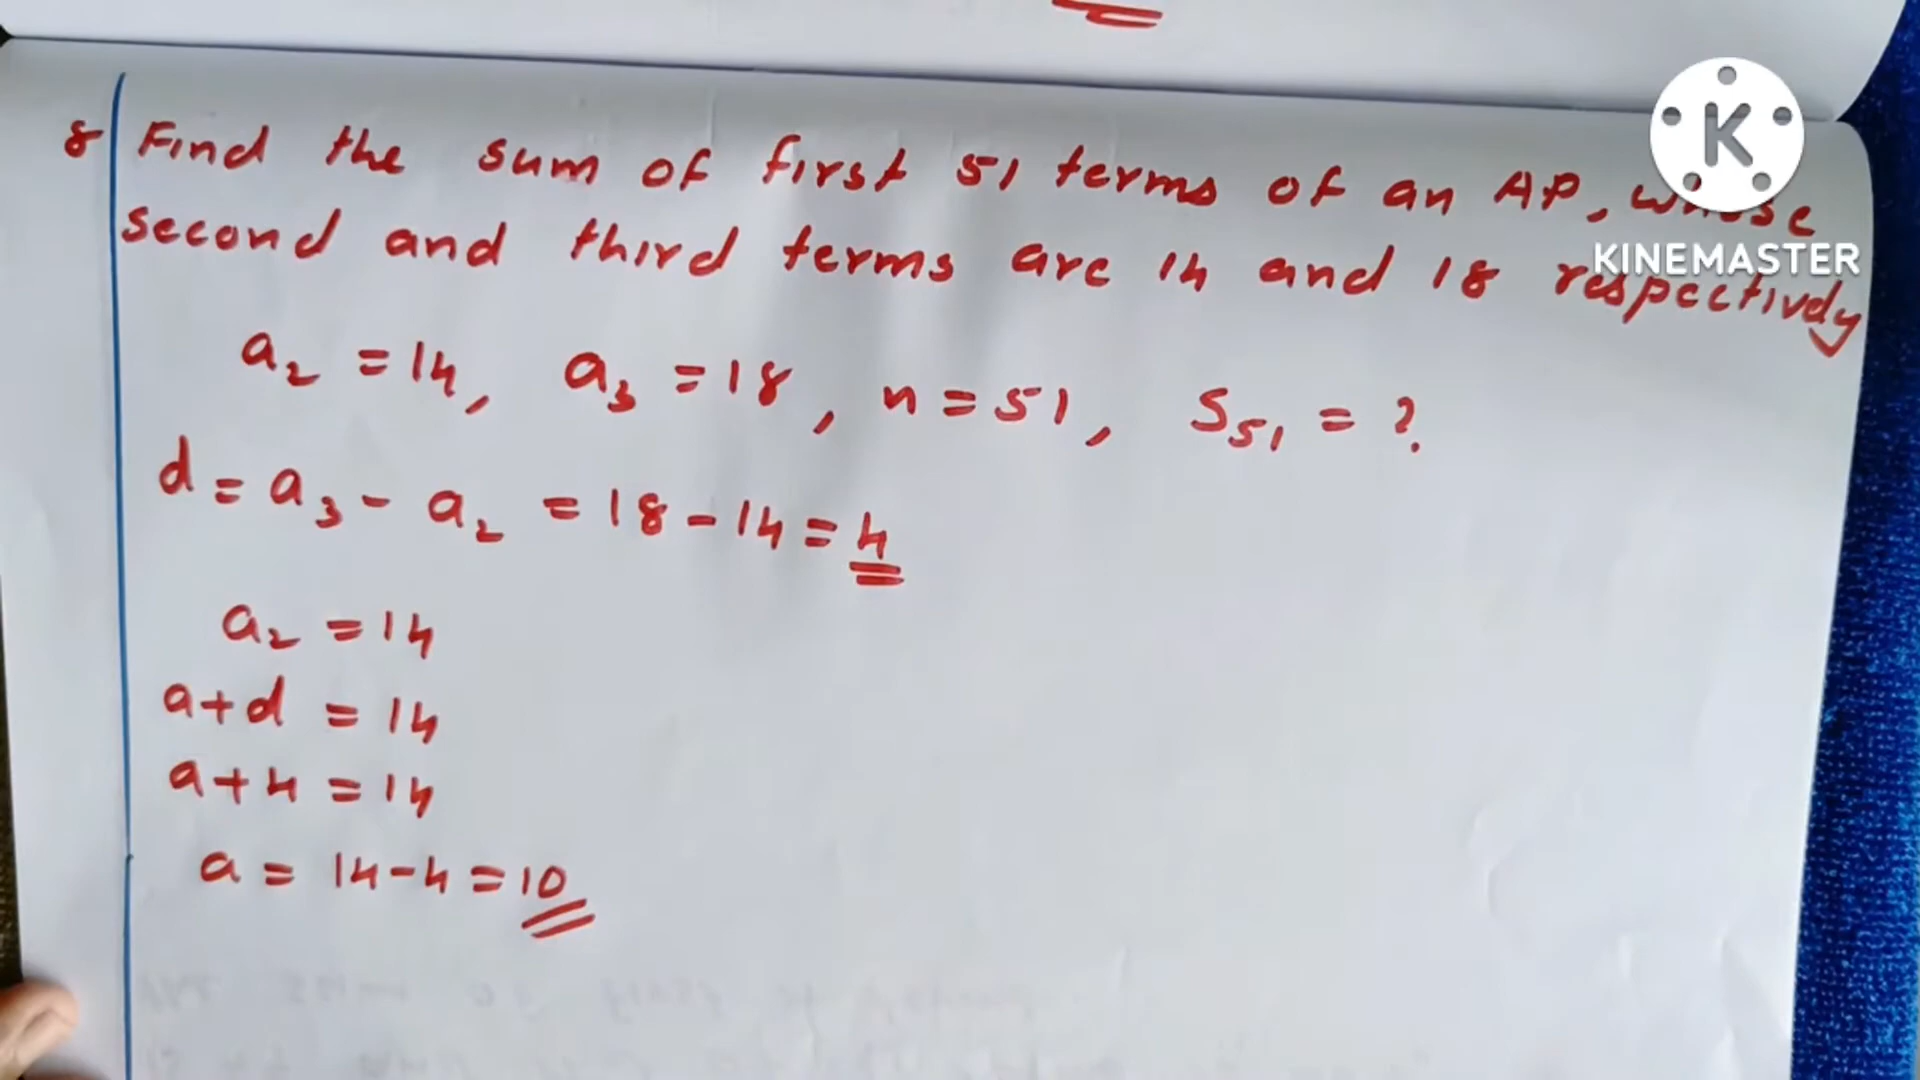 8 Find the sum of first 51 terms of an AP, whose
second and third terms are 14 and 18 respectively
a₂ = 14, a₃ = 18, n = 51, S₅₁ = ?
d = a₃ - a₂ = 18 - 14 = 4
a₂ = 14
a+d = 14
a+4 = 14
a = 14-4 = 10
K
KINEMASTER